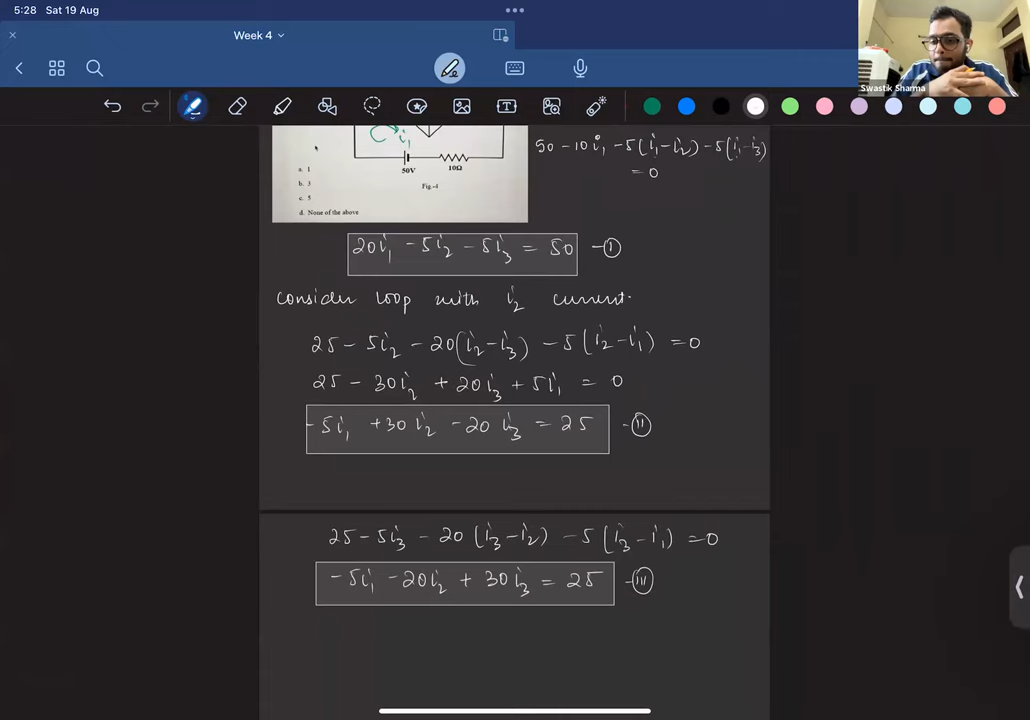 5:28 Sat 19 Aug
Week 4
Swastik Sharma
i₁
50V
10Ω
Fig.-4
a. 1
b. 3
c. 5
d. None of the above
50 - 10i₁ - 5(i₁-i₂) - 5(i₁-i₃)
= 0
20i₁ - 5i₂ - 5i₃ = 50 - I
Consider loop with i₂ current.
25 - 5i₂ - 20(i₂-i₃) - 5(i₂-i₁) = 0
25 - 30i₂ + 20i₃ + 5i₁ = 0
-5i₁ + 30i₂ - 20i₃ = 25 - II
25 - 5i₃ - 20(i₃-i₂) - 5(i₃-i₁) = 0
-5i₁ - 20i₂ + 30i₃ = 25 - III